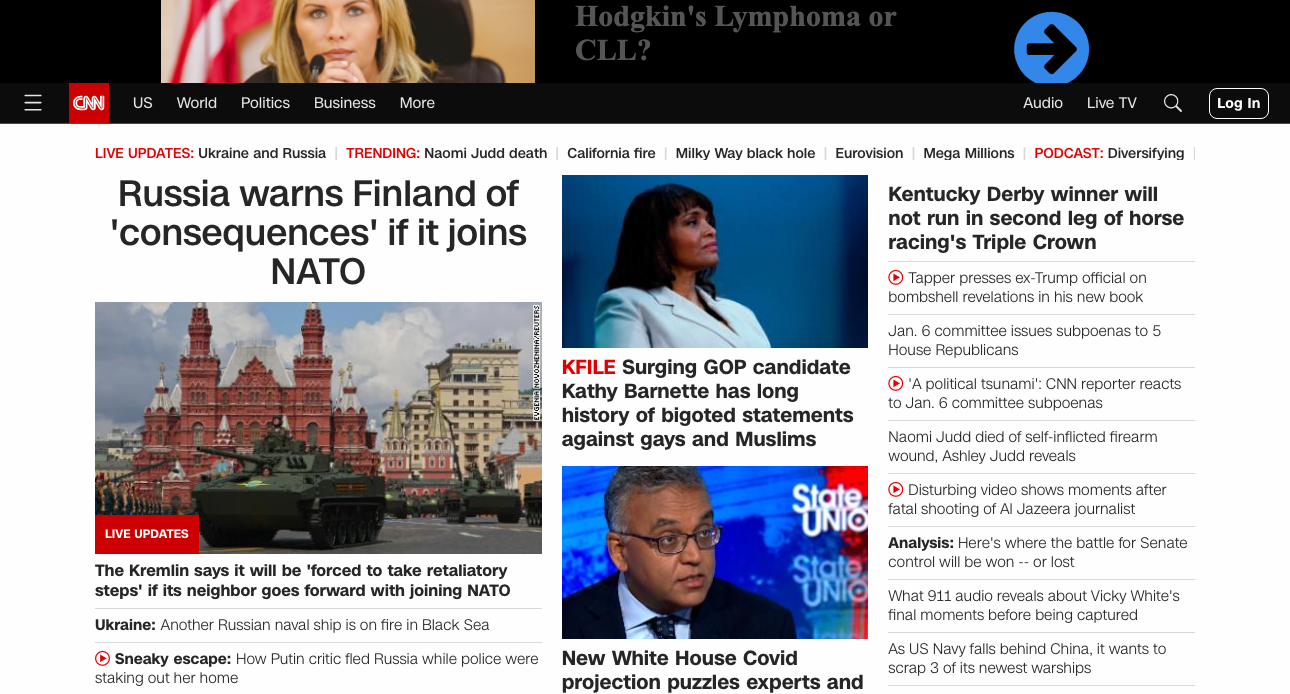 Hodgkin's Lymphoma or
CLL?
CNN
US
World
Politics
Business
More
Audio
Live TV
Log In
LIVE UPDATES: Ukraine and Russia
TRENDING: Naomi Judd death
California fire
Milky Way black hole
Eurovision
Mega Millions
PODCAST: Diversifying
Russia warns Finland of
'consequences' if it joins
NATO
EVGENIA NOVOZHENINA/REUTERS
LIVE UPDATES
The Kremlin says it will be 'forced to take retaliatory
steps' if its neighbor goes forward with joining NATO
Ukraine: Another Russian naval ship is on fire in Black Sea
Sneaky escape: How Putin critic fled Russia while police were
staking out her home
KFILE Surging GOP candidate
Kathy Barnette has long
history of bigoted statements
against gays and Muslims
State
UNIO
State
UNIO
New White House Covid
projection puzzles experts and
Kentucky Derby winner will
not run in second leg of horse
racing's Triple Crown
Tapper presses ex-Trump official on
bombshell revelations in his new book
Jan. 6 committee issues subpoenas to 5
House Republicans
'A political tsunami': CNN reporter reacts
to Jan. 6 committee subpoenas
Naomi Judd died of self-inflicted firearm
wound, Ashley Judd reveals
Disturbing video shows moments after
fatal shooting of Al Jazeera journalist
Analysis: Here's where the battle for Senate
control will be won -- or lost
What 911 audio reveals about Vicky White's
final moments before being captured
As US Navy falls behind China, it wants to
scrap 3 of its newest warships